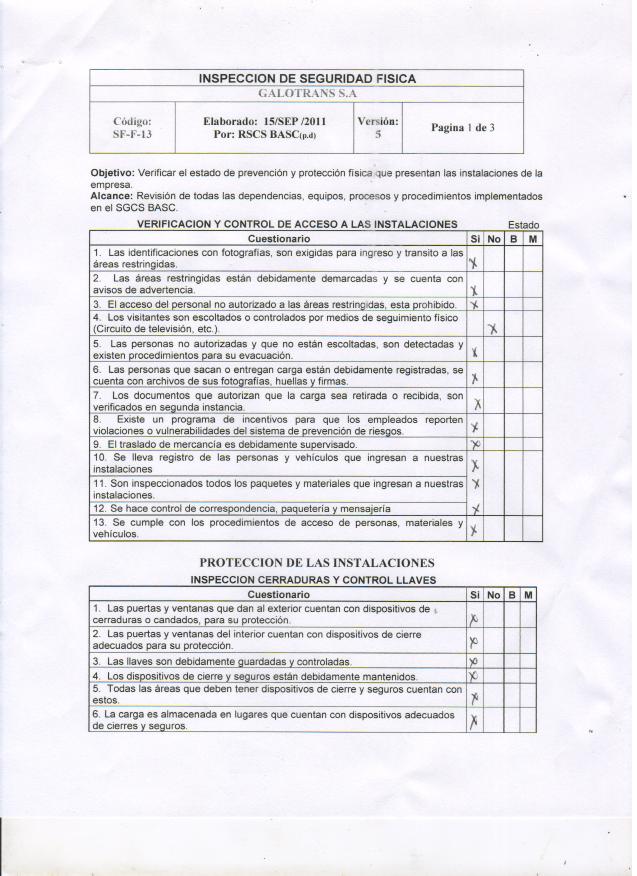 INSPECCION DE SEGURIDAD FISICA
GALOTRANS S.A
Código:
SF-F-13
Elaborado: 15/SEP /2011
Por: RSCS BASC(p.d)
Versión:
5
Pagina 1 de 3
Objetivo: Verificar el estado de prevención y protección física que presentan las instalaciones de la
empresa.
Alcance: Revisión de todas las dependencias, equipos, procesos y procedimientos implementados
en el SGCS BASC.
VERIFICACION Y CONTROL DE ACCESO A LAS INSTALACIONES Estado
Cuestionario Si No B M
1. Las identificaciones con fotografías, son exigidas para ingreso y transito a las
áreas restringidas. X
2. Las áreas restringidas están debidamente demarcadas y se cuenta con
avisos de advertencia. X
3. El acceso del personal no autorizado a las áreas restringidas, esta prohibido. X
4. Los visitantes son escoltados o controlados por medios de seguimiento físico
(Circuito de televisión, etc.). X
5. Las personas no autorizadas y que no están escoltadas, son detectadas y
existen procedimientos para su evacuación. X
6. Las personas que sacan o entregan carga están debidamente registradas, se
cuenta con archivos de sus fotografías, huellas y firmas. X
7. Los documentos que autorizan que la carga sea retirada o recibida, son
verificados en segunda instancia. X
8. Existe un programa de incentivos para que los empleados reporten
violaciones o vulnerabilidades del sistema de prevención de riesgos. X
9. El traslado de mercancía es debidamente supervisado. X
10. Se lleva registro de las personas y vehículos que ingresan a nuestras
instalaciones X
11. Son inspeccionados todos los paquetes y materiales que ingresan a nuestras
instalaciones. X
12. Se hace control de correspondencia, paquetería y mensajería X
13. Se cumple con los procedimientos de acceso de personas, materiales y
vehículos. X
PROTECCION DE LAS INSTALACIONES
INSPECCION CERRADURAS Y CONTROL LLAVES
Cuestionario Si No B M
1. Las puertas y ventanas que dan al exterior cuentan con dispositivos de
cerraduras o candados, para su protección. X
2. Las puertas y ventanas del interior cuentan con dispositivos de cierre
adecuados para su protección. X
3. Las llaves son debidamente guardadas y controladas. X
4. Los dispositivos de cierre y seguros están debidamente mantenidos. X
5. Todas las áreas que deben tener dispositivos de cierre y seguros cuentan con
estos. X
6. La carga es almacenada en lugares que cuentan con dispositivos adecuados
de cierres y seguros. X